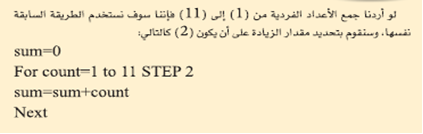 لو أردنا جمع الأعداد الفردية من (1) إلى (11) فإننا سوف نستخدم الطريقة السابقة
نفسها، وسنقوم بتحديد مقدار الزيادة على أن يكون (2) كالتالي:
sum=0
For count=1 to 11 STEP 2
sum=sum+count
Next